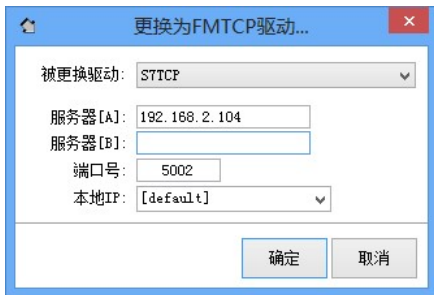 更换为FMTCP驱动...
被更换驱动: S7TCP
服务器[A]: 192.168.2.104
服务器[B]:
端口号: 5002
本地IP: [default]
确定 取消